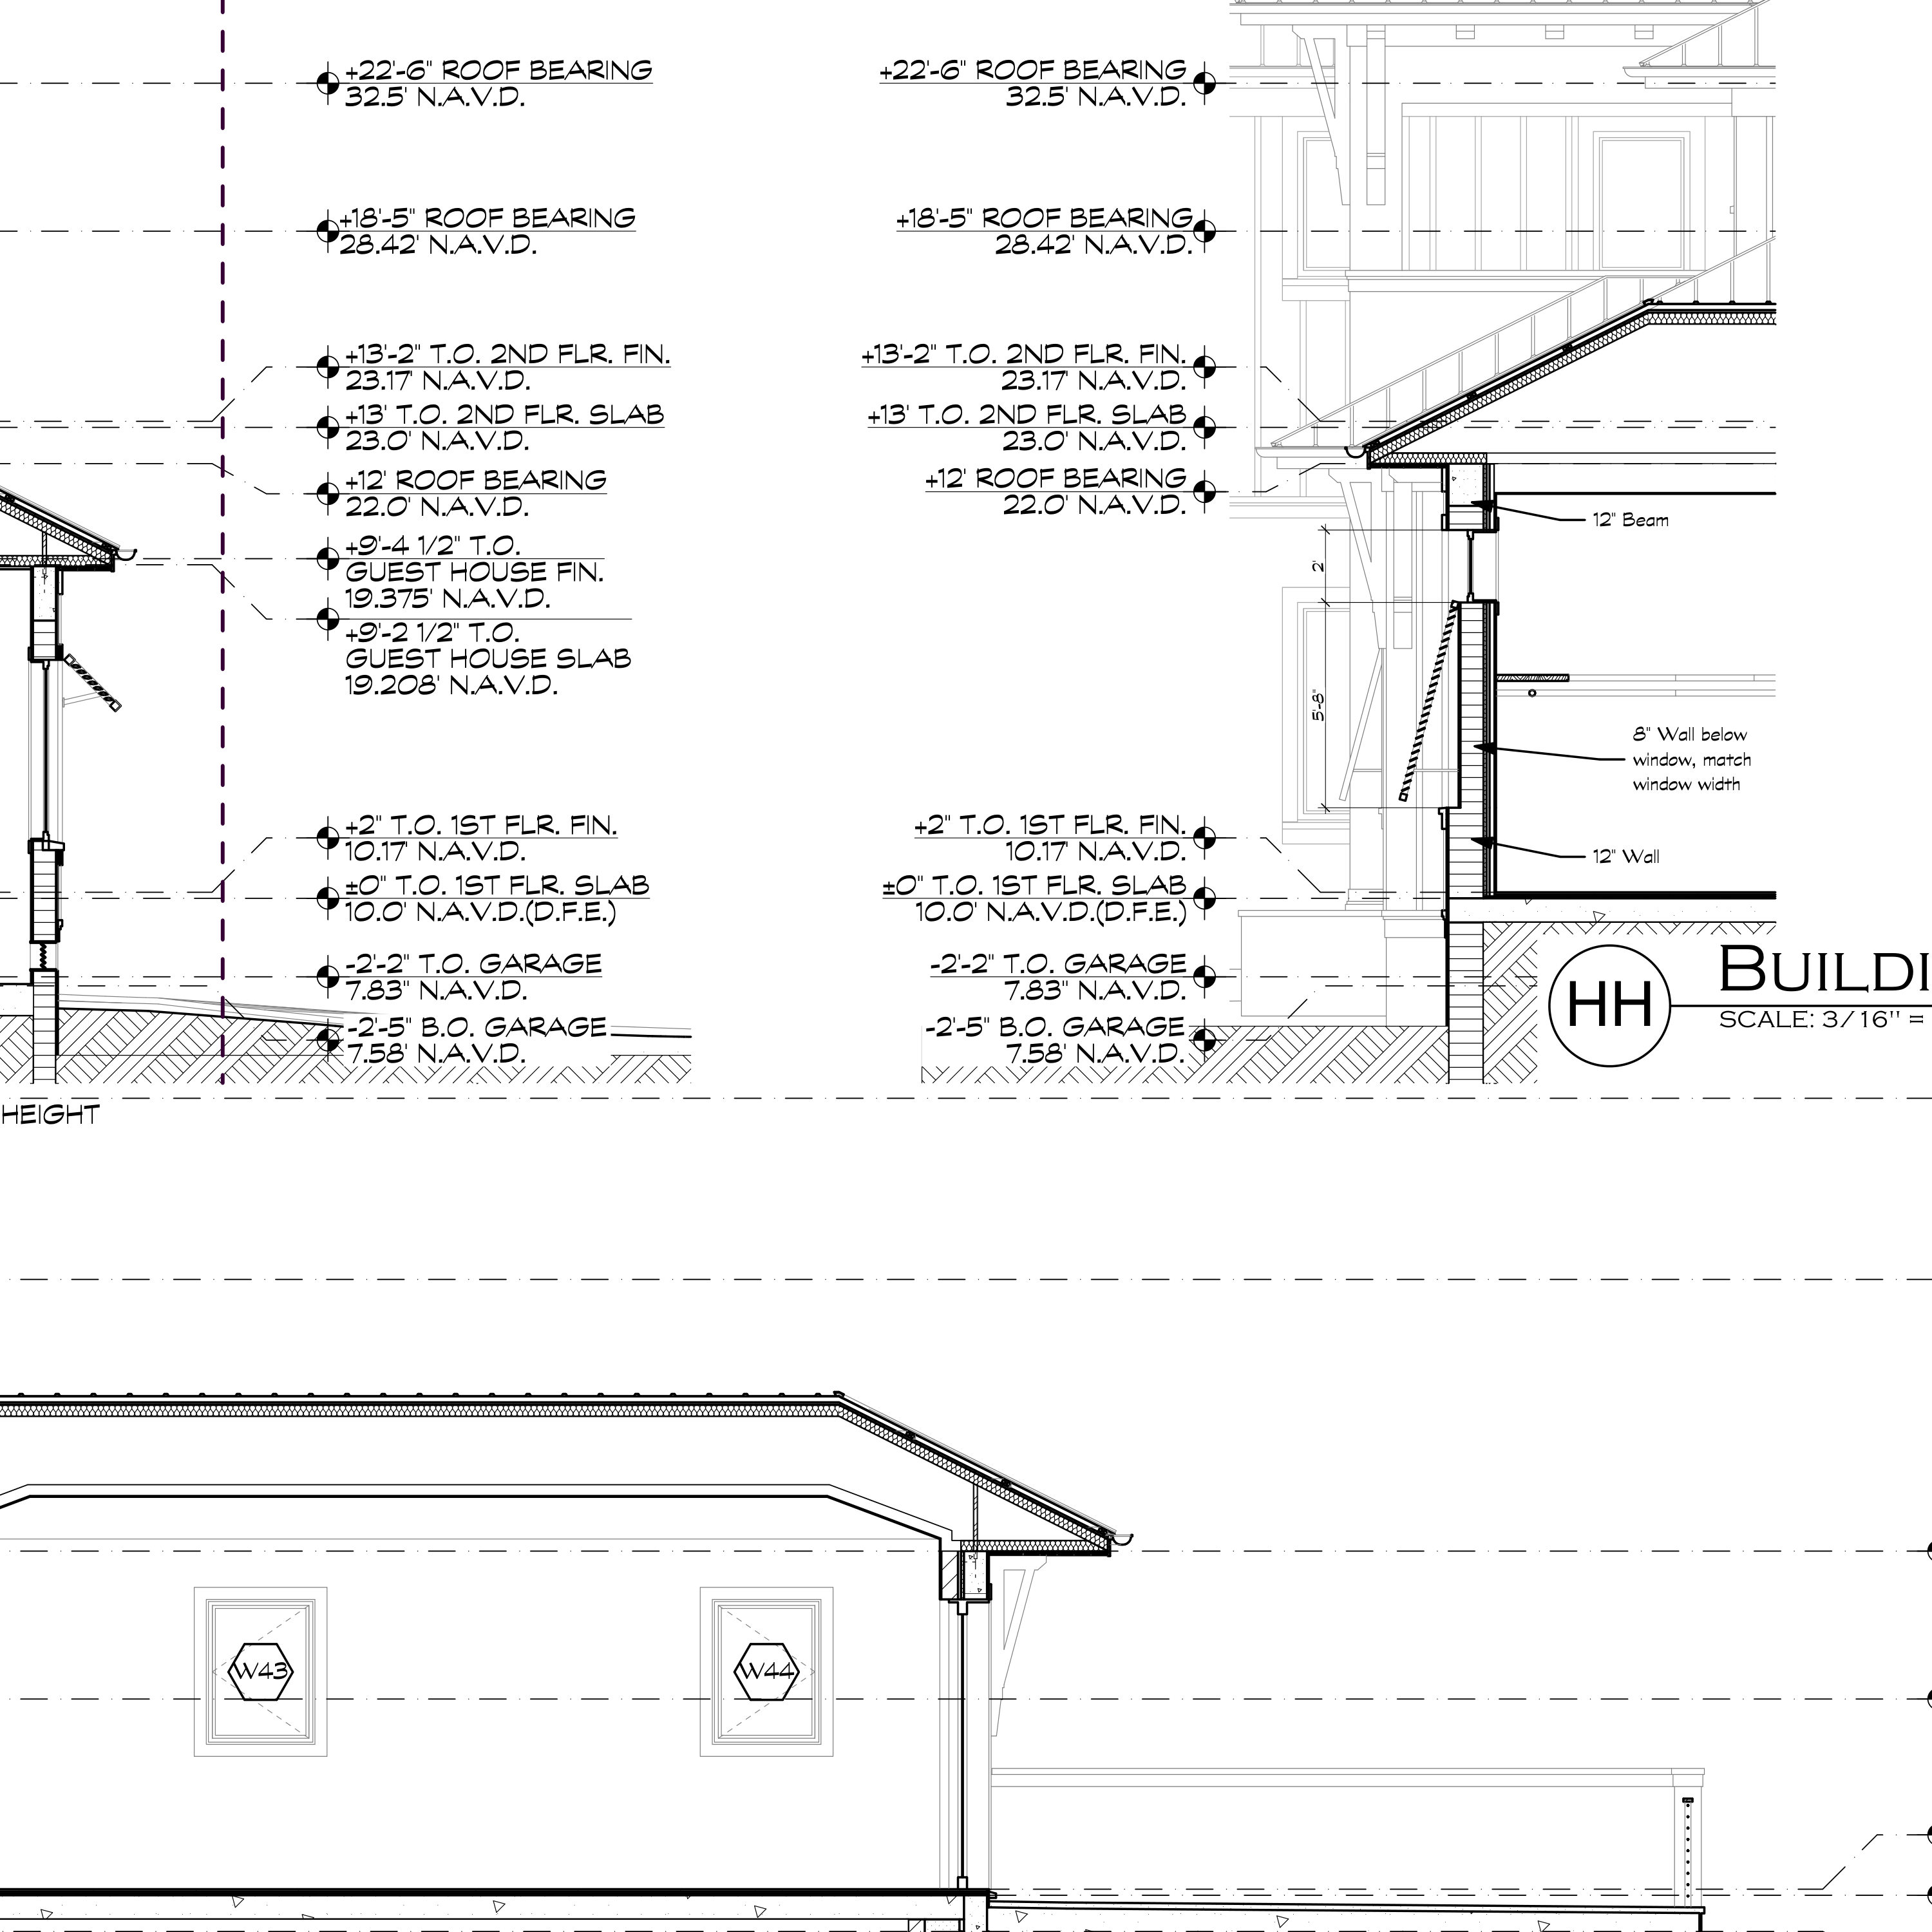 +22'-6" ROOF BEARING
32.5' N.A.V.D.
+18'-5" ROOF BEARING
28.42' N.A.V.D.
+13'-2" T.O. 2ND FLR. FIN.
23.17' N.A.V.D.
+13' T.O. 2ND FLR. SLAB
23.0' N.A.V.D.
+12' ROOF BEARING
22.0' N.A.V.D.
+9'-4 1/2" T.O.
GUEST HOUSE FIN.
19.375' N.A.V.D.
+9'-2 1/2" T.O.
GUEST HOUSE SLAB
19.208' N.A.V.D.
+2" T.O. 1ST FLR. FIN.
10.17' N.A.V.D.
±0" T.O. 1ST FLR. SLAB
10.0' N.A.V.D.(D.F.E.)
-2'-2" T.O. GARAGE
7.83" N.A.V.D.
-2'-5" B.O. GARAGE
7.58' N.A.V.D.
HEIGHT
+22'-6" ROOF BEARING
32.5' N.A.V.D.
+18'-5" ROOF BEARING
28.42' N.A.V.D.
+13'-2" T.O. 2ND FLR. FIN.
23.17' N.A.V.D.
+13' T.O. 2ND FLR. SLAB
23.0' N.A.V.D.
+12' ROOF BEARING
22.0' N.A.V.D.
+2" T.O. 1ST FLR. FIN.
10.17' N.A.V.D.
±0" T.O. 1ST FLR. SLAB
10.0' N.A.V.D.(D.F.E.)
-2'-2" T.O. GARAGE
7.83" N.A.V.D.
-2'-5" B.O. GARAGE
7.58' N.A.V.D.
2'
5'-8"
12" Beam
8" Wall below
window, match
window width
12" Wall
HH
BUILDI
SCALE: 3/16" =
W43
W44